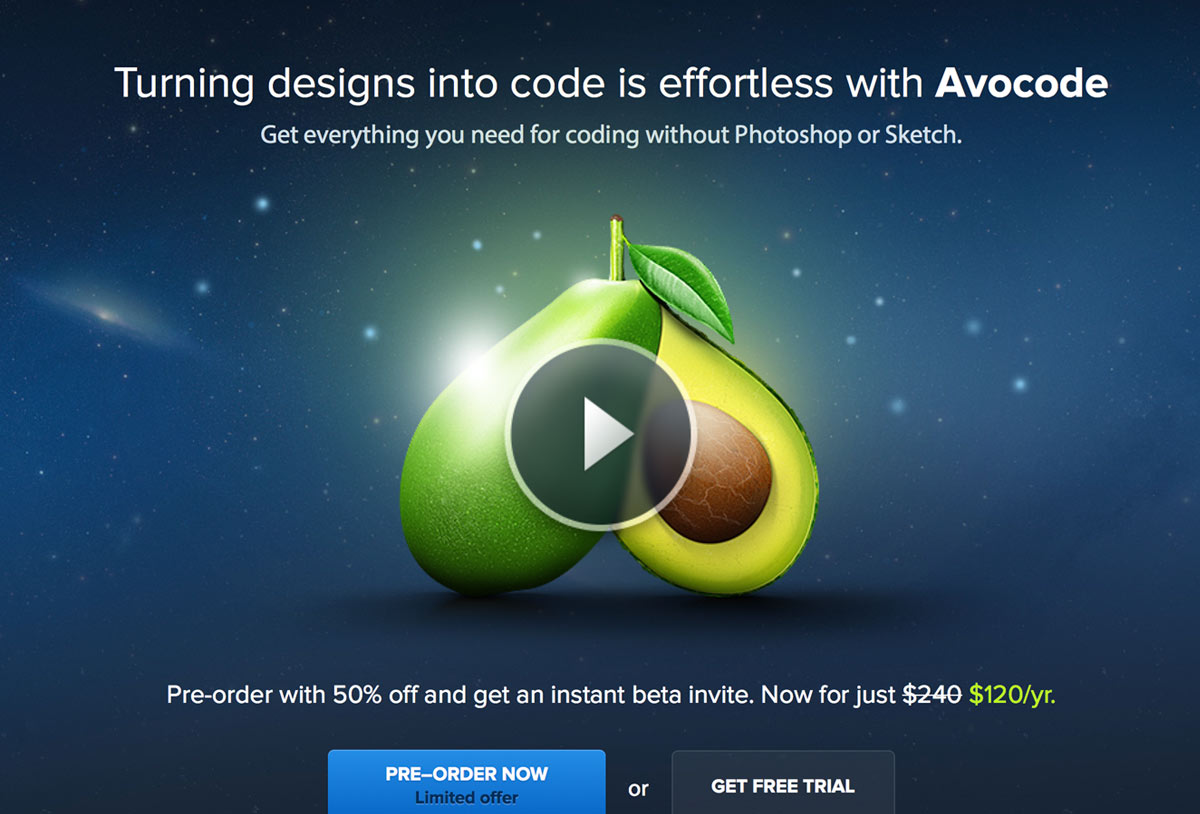 Turning designs into code is effortless with Avocode
Get everything you need for coding without Photoshop or Sketch.
Pre-order with 50% off and get an instant beta invite. Now for just $240 $120/yr.
PRE–ORDER NOW
Limited offer
or
GET FREE TRIAL